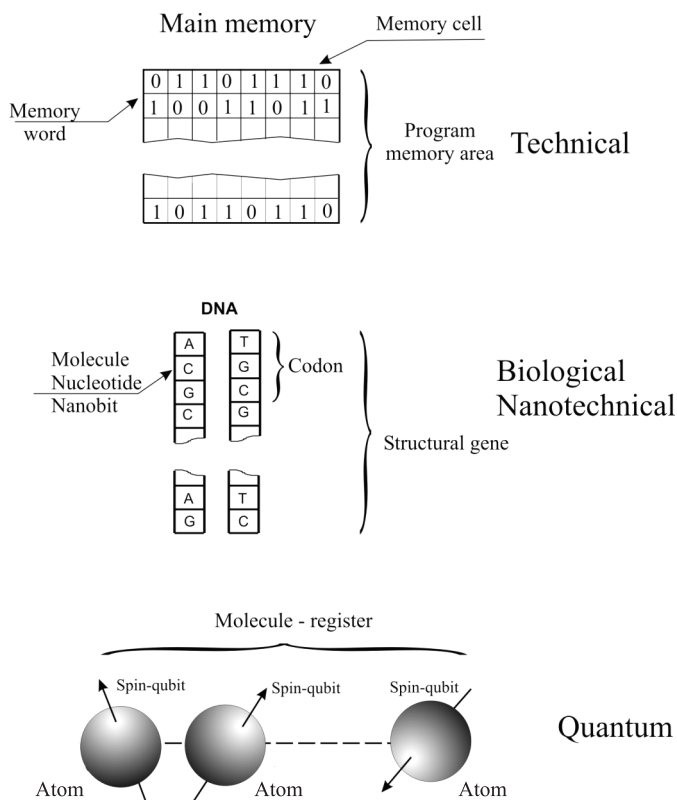 Main memory
Memory cell
0 1 1 0 1 1 1 0
1 0 0 1 1 0 1 1
Memory
word
Program
memory area
Technical
1 0 1 1 0 1 1 0
DNA
A T
C G
G C
C G
Codon
Molecule
Nucleotide
Nanobit
Biological
Nanotechnical
Structural gene
A T
G C
Molecule - register
Spin-qubit Spin-qubit Spin-qubit
Quantum
Atom Atom Atom